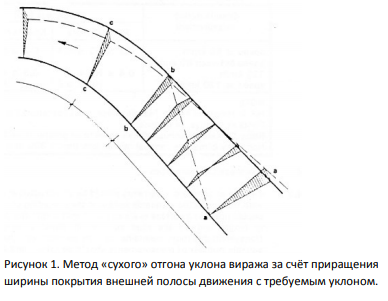 c
b
a
c
b
a
Рисунок 1. Метод «сухого» отгона уклона виража за счёт приращения
ширины покрытия внешней полосы движения с требуемым уклоном.